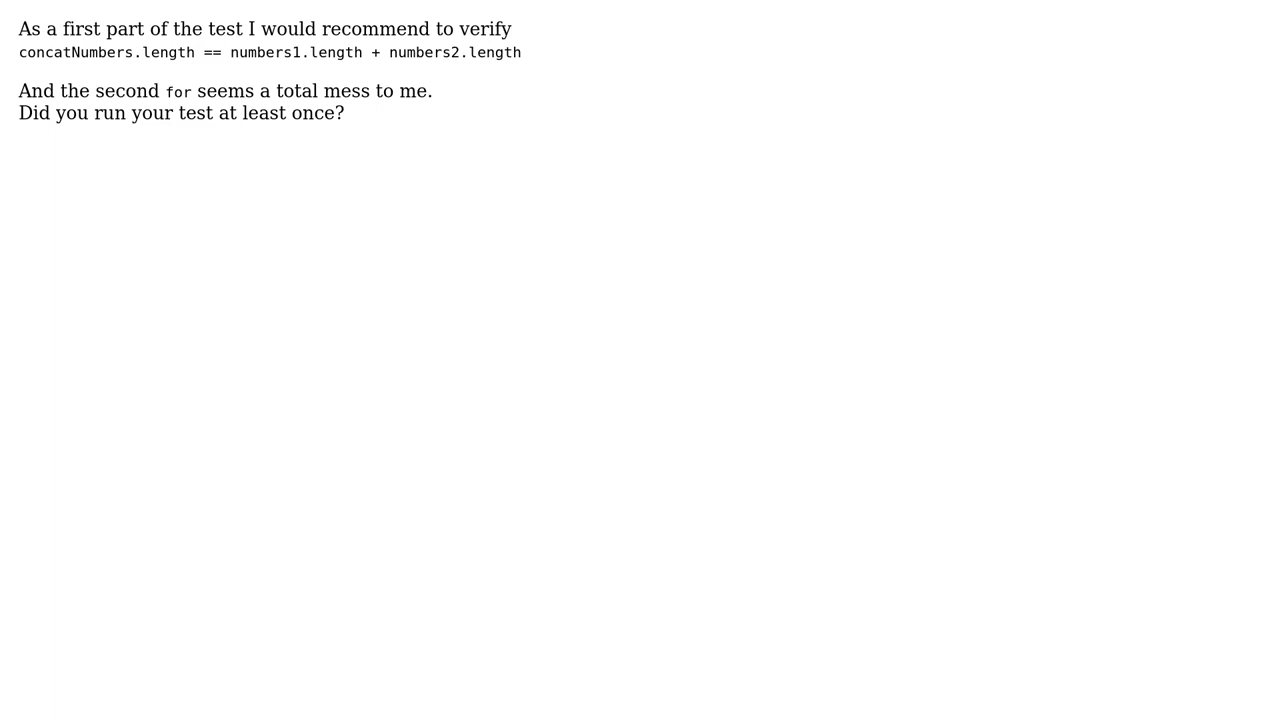 As a first part of the test I would recommend to verify
concatNumbers.length == numbers1.length + numbers2.length
And the second for seems a total mess to me.
Did you run your test at least once?